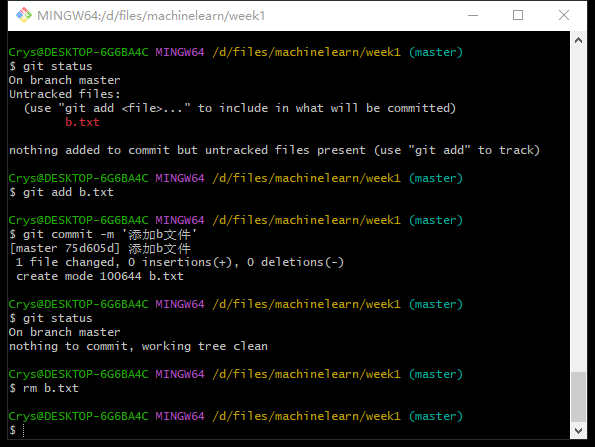 MINGW64:/d/files/machinelearn/week1
Crys@DESKTOP-6G6BA4C MINGW64 /d/files/machinelearn/week1 (master)
$ git status
On branch master
Untracked files:
  (use "git add <file>..." to include in what will be committed)
        b.txt
nothing added to commit but untracked files present (use "git add" to track)
Crys@DESKTOP-6G6BA4C MINGW64 /d/files/machinelearn/week1 (master)
$ git add b.txt
Crys@DESKTOP-6G6BA4C MINGW64 /d/files/machinelearn/week1 (master)
$ git commit -m '添加b文件'
[master 75d605d] 添加b文件
 1 file changed, 0 insertions(+), 0 deletions(-)
 create mode 100644 b.txt
Crys@DESKTOP-6G6BA4C MINGW64 /d/files/machinelearn/week1 (master)
$ git status
On branch master
nothing to commit, working tree clean
Crys@DESKTOP-6G6BA4C MINGW64 /d/files/machinelearn/week1 (master)
$ rm b.txt
Crys@DESKTOP-6G6BA4C MINGW64 /d/files/machinelearn/week1 (master)
$